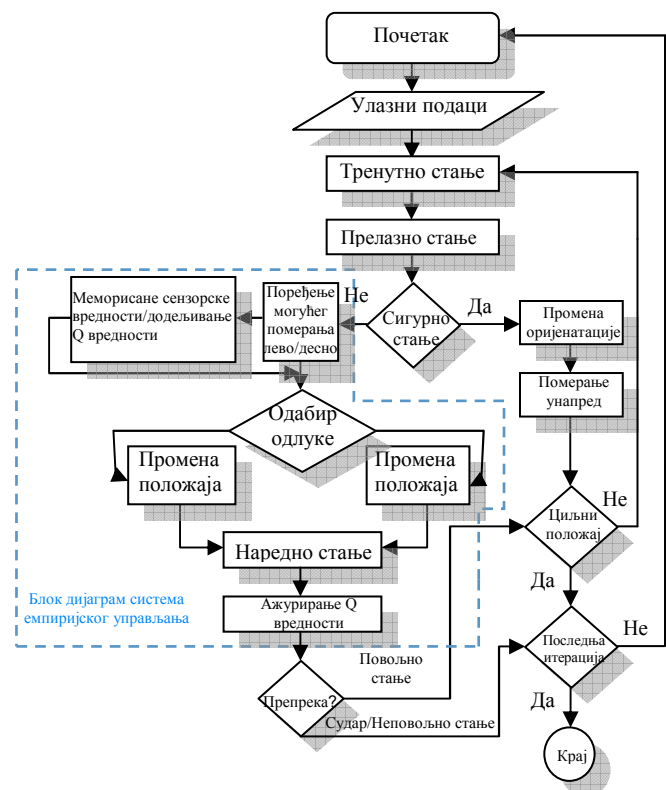 Почетак
Улазни подаци
Тренутно стање
Прелазно стање
Сигурно
стање
Не
Да
Поређење
могућег
померања
лево/десно
Меморисане сензорске
вредности/додељивање
Q вредности
Промена
оријенатације
Померање
унапред
Одабир
одлуке
Промена
положаја
Промена
положаја
Циљни
положај
Не
Да
Наредно стање
Ажурирање Q
вредности
Блок дијаграм система
емпиријског управљања
Последња
итерација
Не
Да
Препрека?
Повољно
стање
Судар/Неповољно стање
Крај